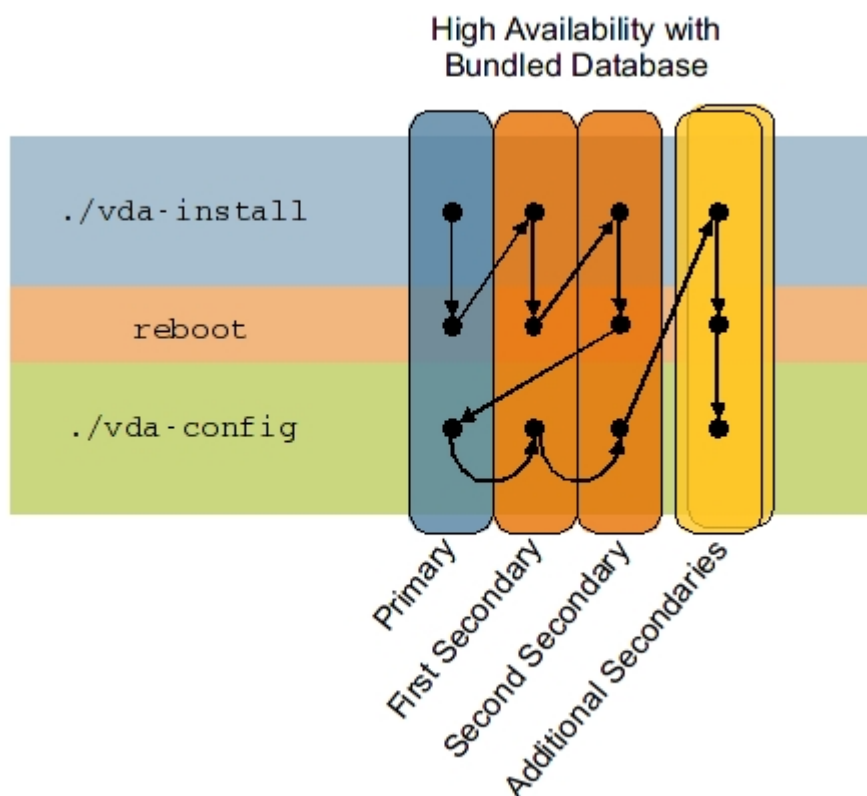 High Availability with
Bundled Database
./vda-install
reboot
./vda-config
Primary
First Secondary
Second Secondary
Additional Secondaries